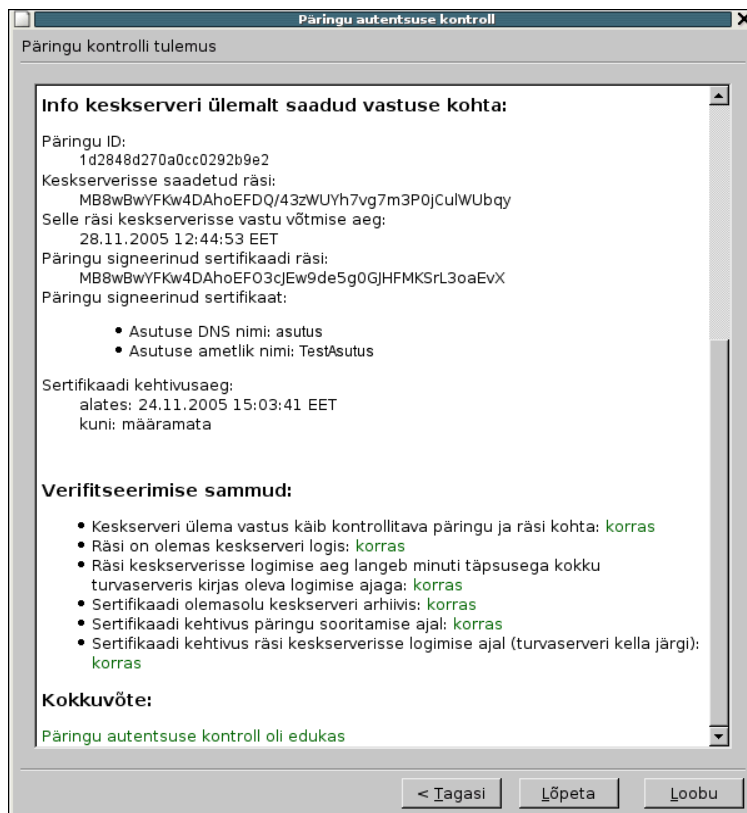 Päringu autentsuse kontroll
Päringu kontrolli tulemus
Info keskserveri ülemalt saadud vastuse kohta:
Päringu ID:
1d2848d270a0cc0292b9e2
Keskserverisse saadetud räsi:
MB8wBwYFKw4DAhoEFDQ/43zWUYh7vg7m3P0jCulWUbqy
Selle räsi keskserverisse vastu võtmise aeg:
28.11.2005 12:44:53 EET
Päringu signeerinud sertifikaadi räsi:
MB8wBwYFKw4DAhoEFO3cJEw9de5g0GJHFMKSrL3oaEvX
Päringu signeerinud sertifikaat:
• Asutuse DNS nimi: asutus
• Asutuse ametlik nimi: TestAsutus
Sertifikaadi kehtivusaeg:
alates: 24.11.2005 15:03:41 EET
kuni: määramata
Verifitseerimise sammud:
• Keskserveri ülema vastus käib kontrollitava päringu ja räsi kohta: korras
• Räsi on olemas keskserveri logis: korras
• Räsi keskserverisse logimise aeg langeb minuti täpsusega kokku
turvaserveris kirjas oleva logimise ajaga: korras
• Sertifikaadi olemasolu keskserveri arhiivis: korras
• Sertifikaadi kehtivus päringu sooritamise ajal: korras
• Sertifikaadi kehtivus räsi keskserverisse logimise ajal (turvaserveri kella järgi):
korras
Kokkuvõte:
Päringu autentsuse kontroll oli edukas
< Tagasi
Lõpeta
Loobu